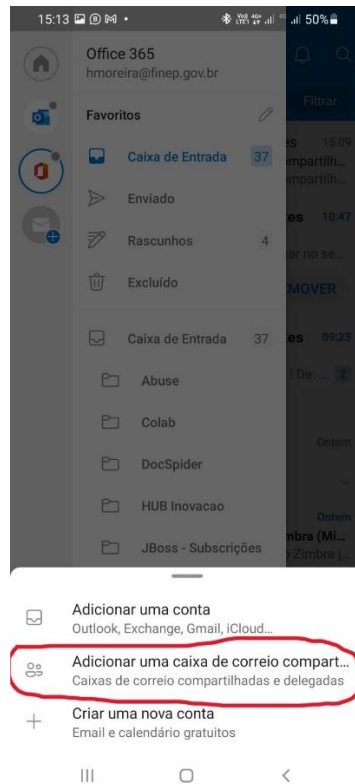 15:13 50%
Office 365
hmoreira@finep.gov.br
Filtrar
Favoritos
15:09
Caixa de Entrada 37
Enviado
10:47
Rascunhos 4
Excluído
MOVER
Caixa de Entrada 37
09:23
Abuse
! De: ... 2
Colab
DocSpider
Ontem
HUB Inovacao
Ontem
JBoss - Subscrições
Adicionar uma conta
Outlook, Exchange, Gmail, iCloud...
Adicionar uma caixa de correio compart...
Caixas de correio compartilhadas e delegadas
Criar uma nova conta
Email e calendário gratuitos